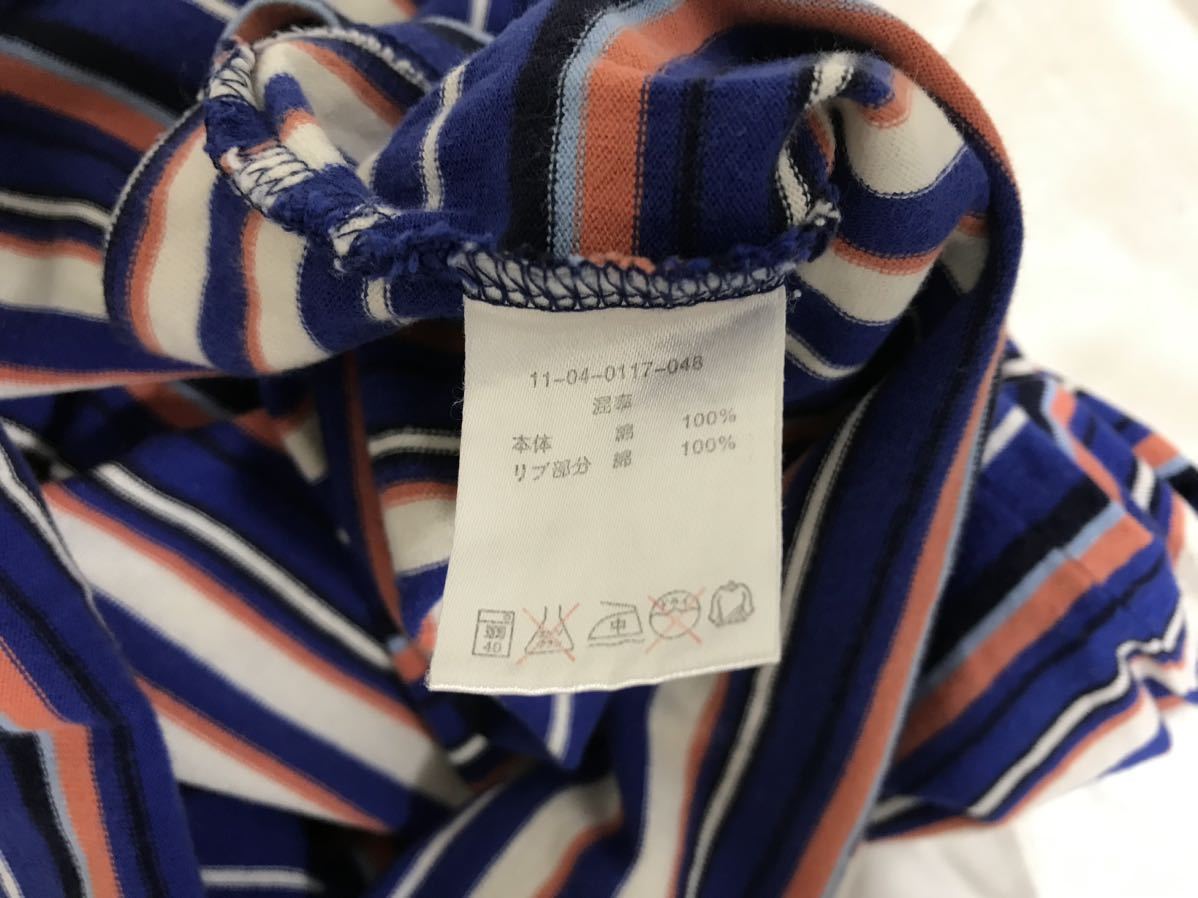 11-04-0117-048
混率
本体 綿 100%
リブ部分 綿 100%
40 中